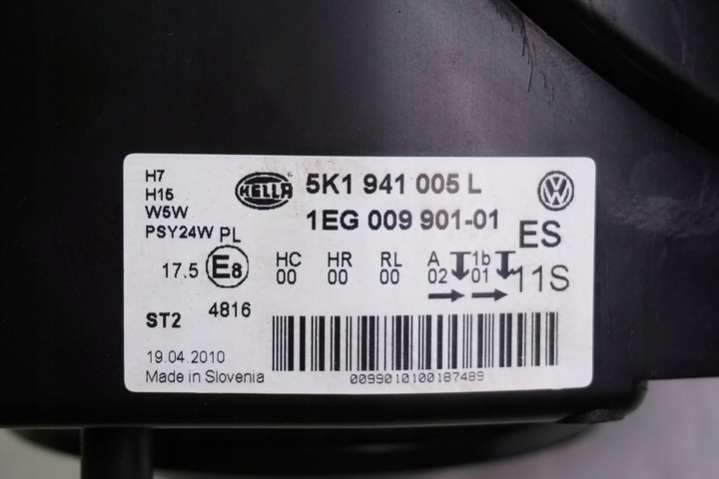 H7
H15
W5W
PSY24W PL
HELLA
5K1 941 005 L
1EG 009 901-01
ES
17.5 E8
HC HR RL A 1b
00 00 00 02 01
11S
ST2 4816
19.04.2010
Made in Slovenia
0099010100187489